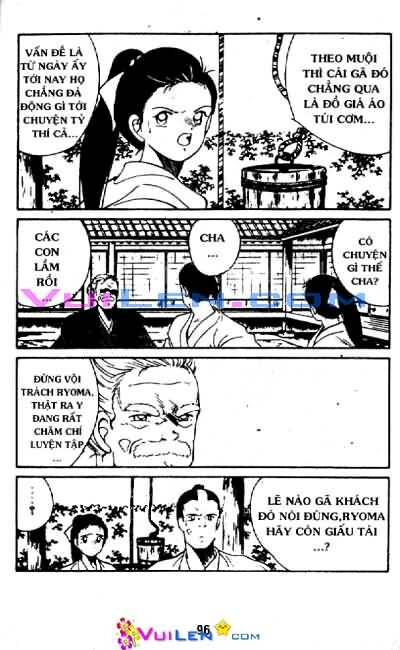 VẤN ĐỀ LÀ
TỪ NGÀY ẤY
TỚI NAY HỌ
CHẲNG ĐẢ
ĐỘNG GÌ TỚI
CHUYỆN TỶ
THÍ CẢ...
THEO MUỘI
THÌ CÁI GÃ ĐÓ
CHẲNG QUA
LÀ ĐỒ GIÁ ÁO
TÚI CƠM...
CÁC
CON
LẦM
RỒI
...
CHA
...
CÓ
CHUYỆN
GÌ THẾ
CHA?
VuiLen.com
ĐỪNG VỘI
TRÁCH RYOMA,
THẬT RA Y
ĐANG RẤT
CHĂM CHỈ
LUYỆN TẬP
...
......
LẼ NÀO GÃ KHÁCH
ĐÓ NÓI ĐÚNG,RYOMA
HÃY CÒN GIẤU TÀI
...?
96
VuiLen.com